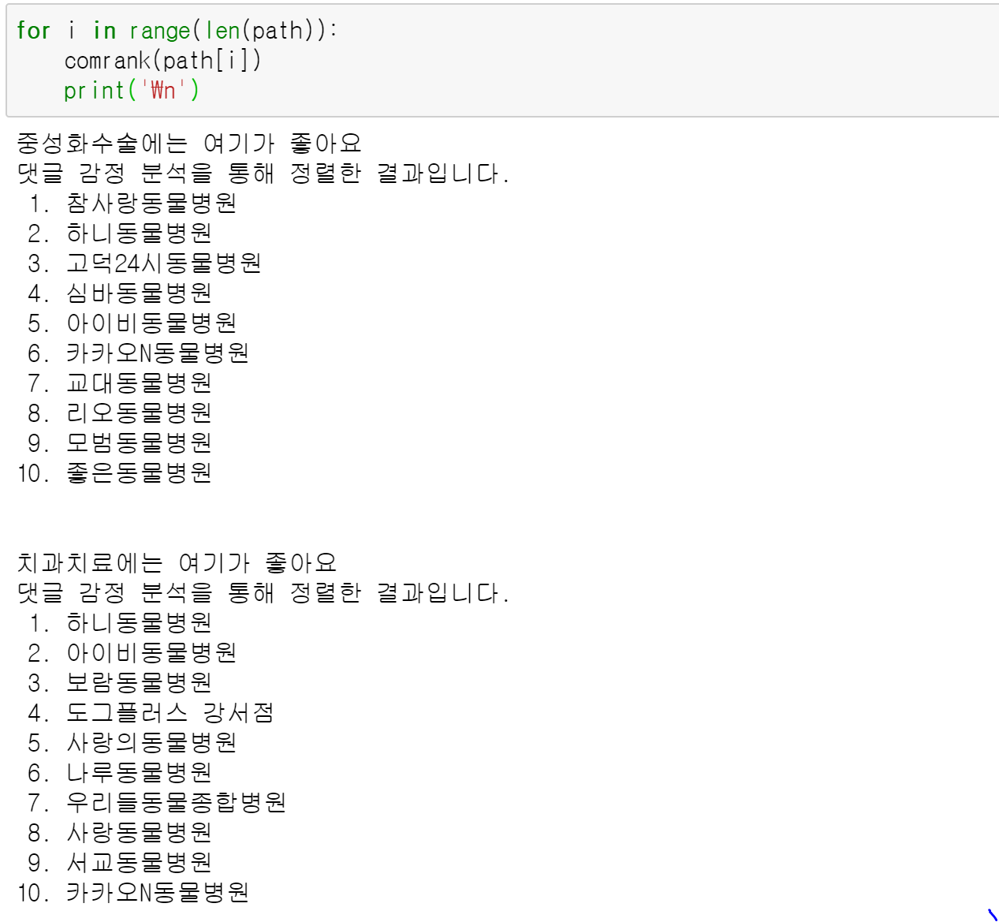 for i in range(len(path)):
    comrank(path[i])
    print('₩n')
중성화수술에는 여기가 좋아요
댓글 감정 분석을 통해 정렬한 결과입니다.
 1. 참사랑동물병원
 2. 하니동물병원
 3. 고덕24시동물병원
 4. 심바동물병원
 5. 아이비동물병원
 6. 카카오N동물병원
 7. 교대동물병원
 8. 리오동물병원
 9. 모범동물병원
10. 좋은동물병원
치과치료에는 여기가 좋아요
댓글 감정 분석을 통해 정렬한 결과입니다.
 1. 하니동물병원
 2. 아이비동물병원
 3. 보람동물병원
 4. 도그플러스 강서점
 5. 사랑의동물병원
 6. 나루동물병원
 7. 우리들동물종합병원
 8. 사랑동물병원
 9. 서교동물병원
10. 카카오N동물병원